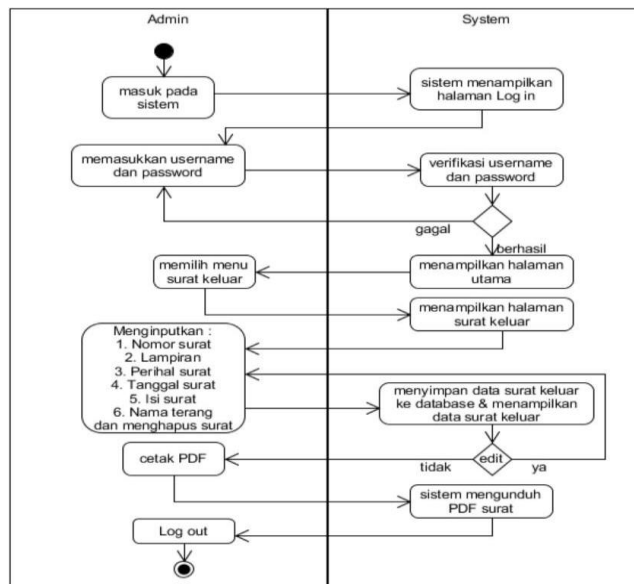 Admin
System
masuk pada
sistem
sistem menampilkan
halaman Log in
memasukkan username
dan password
verifikasi username
dan password
gagal
berhasil
memilih menu
surat keluar
menampilkan halaman
utama
menampilkan halaman
surat keluar
Menginputkan :
1. Nomor surat
2. Lampiran
3. Perihal surat
4. Tanggal surat
5. Isi surat
6. Nama terang
dan menghapus surat
menyimpan data surat keluar
ke database & menampilkan
data surat keluar
edit
tidak
ya
cetak PDF
sistem mengunduh
PDF surat
Log out